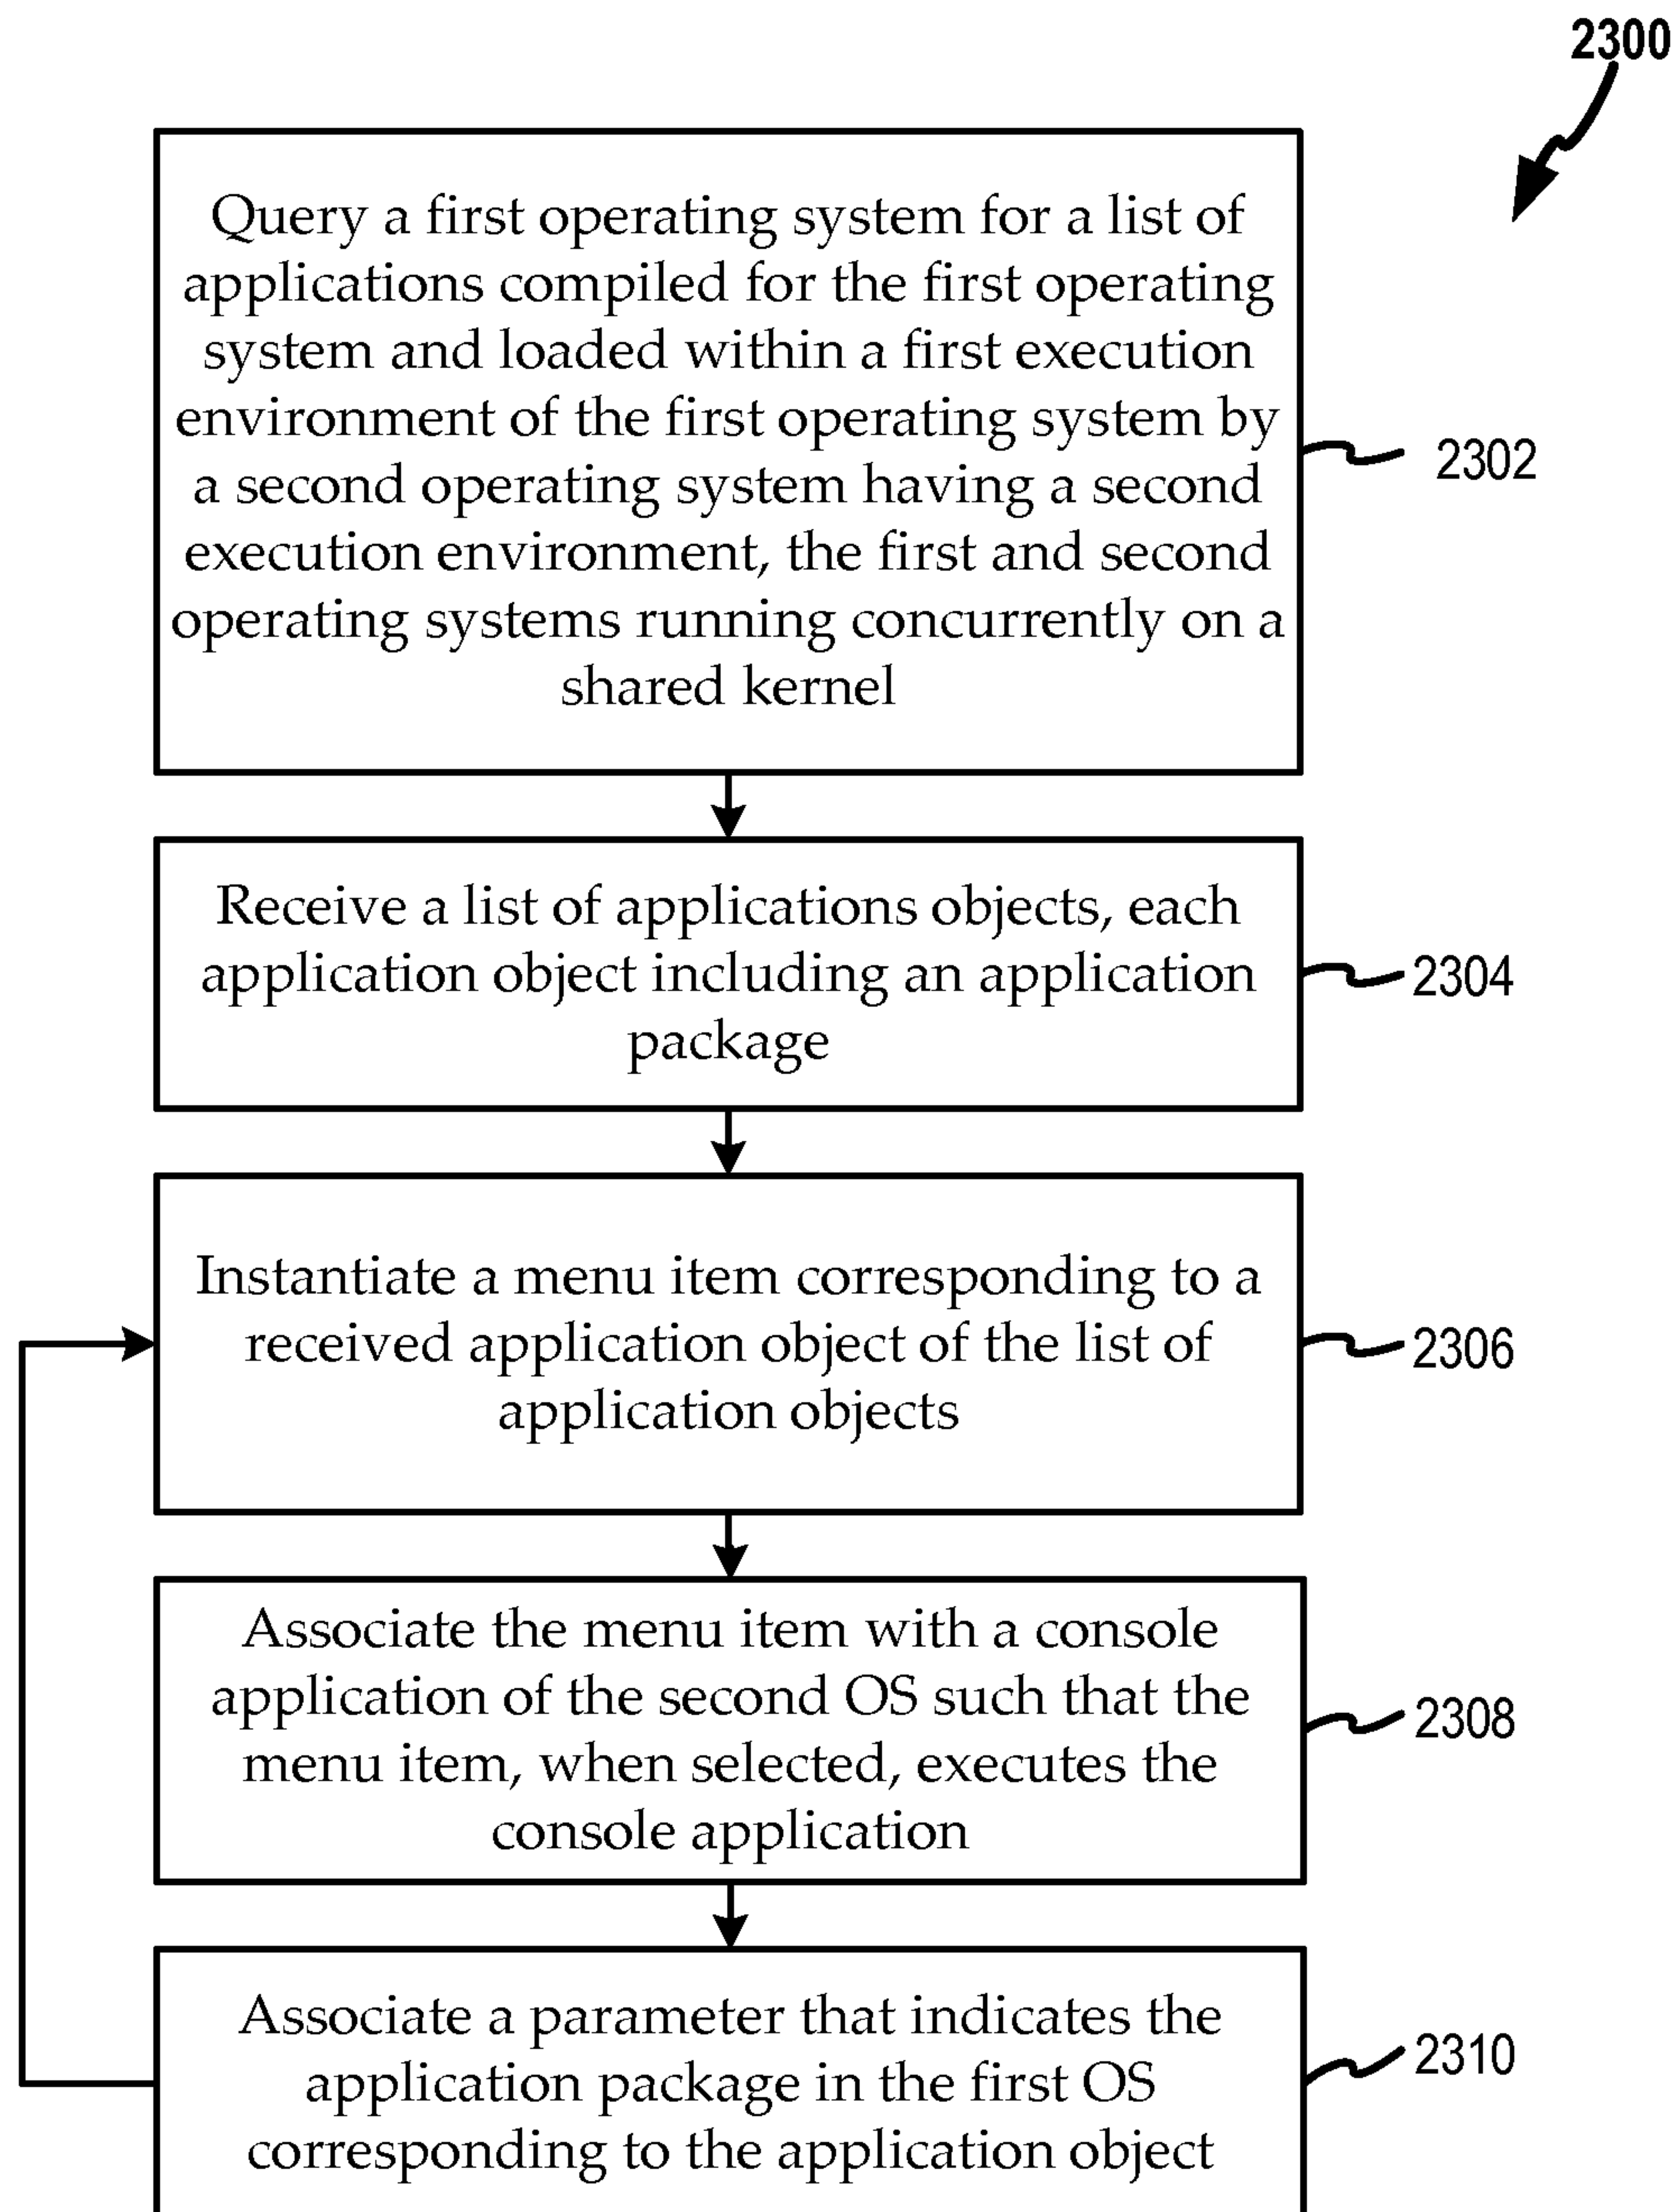 2300
Query a first operating system for a list of
applications compiled for the first operating
system and loaded within a first execution
environment of the first operating system by
a second operating system having a second
execution environment, the first and second
operating systems running concurrently on a
shared kernel
2302
Receive a list of applications objects, each
application object including an application
package
2304
Instantiate a menu item corresponding to a
received application object of the list of
application objects
2306
Associate the menu item with a console
application of the second OS such that the
menu item, when selected, executes the
console application
2308
Associate a parameter that indicates the
application package in the first OS
corresponding to the application object
2310